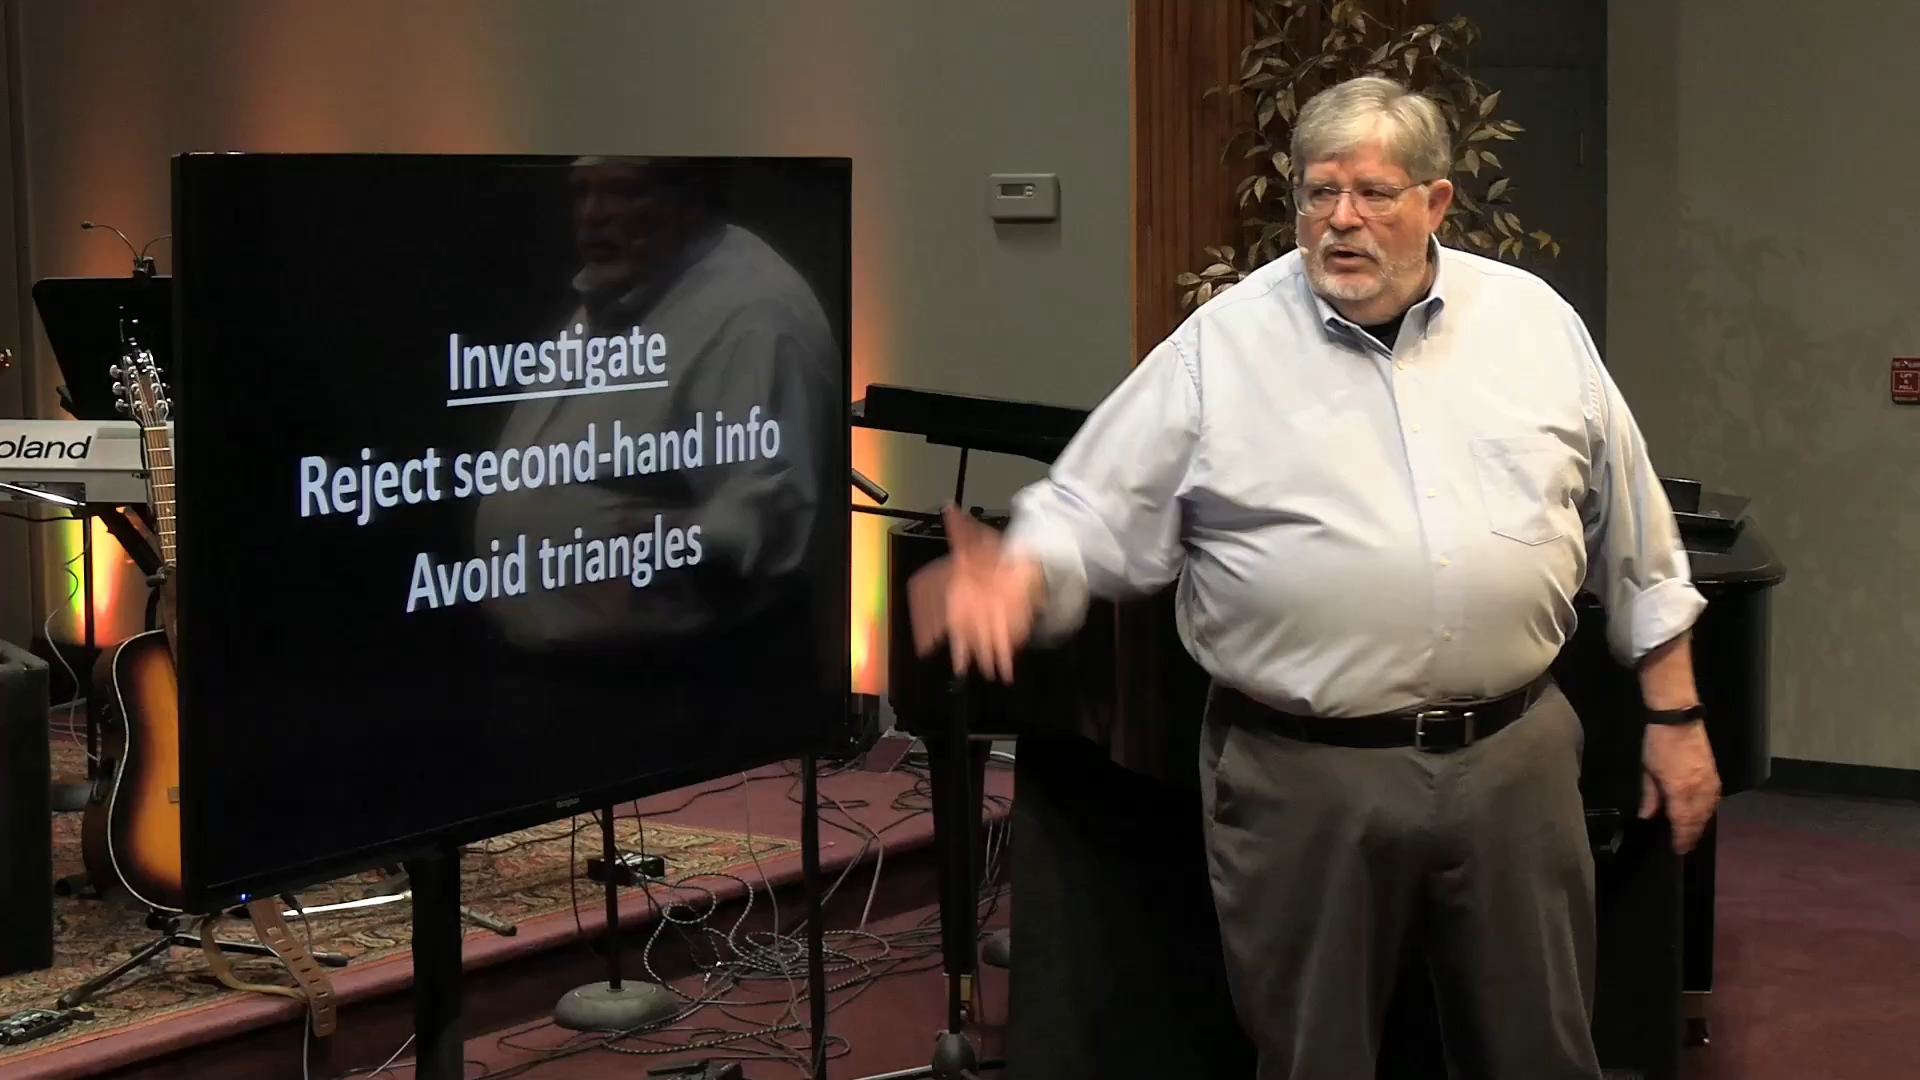 Investigate
Reject second-hand info
Avoid triangles
oland